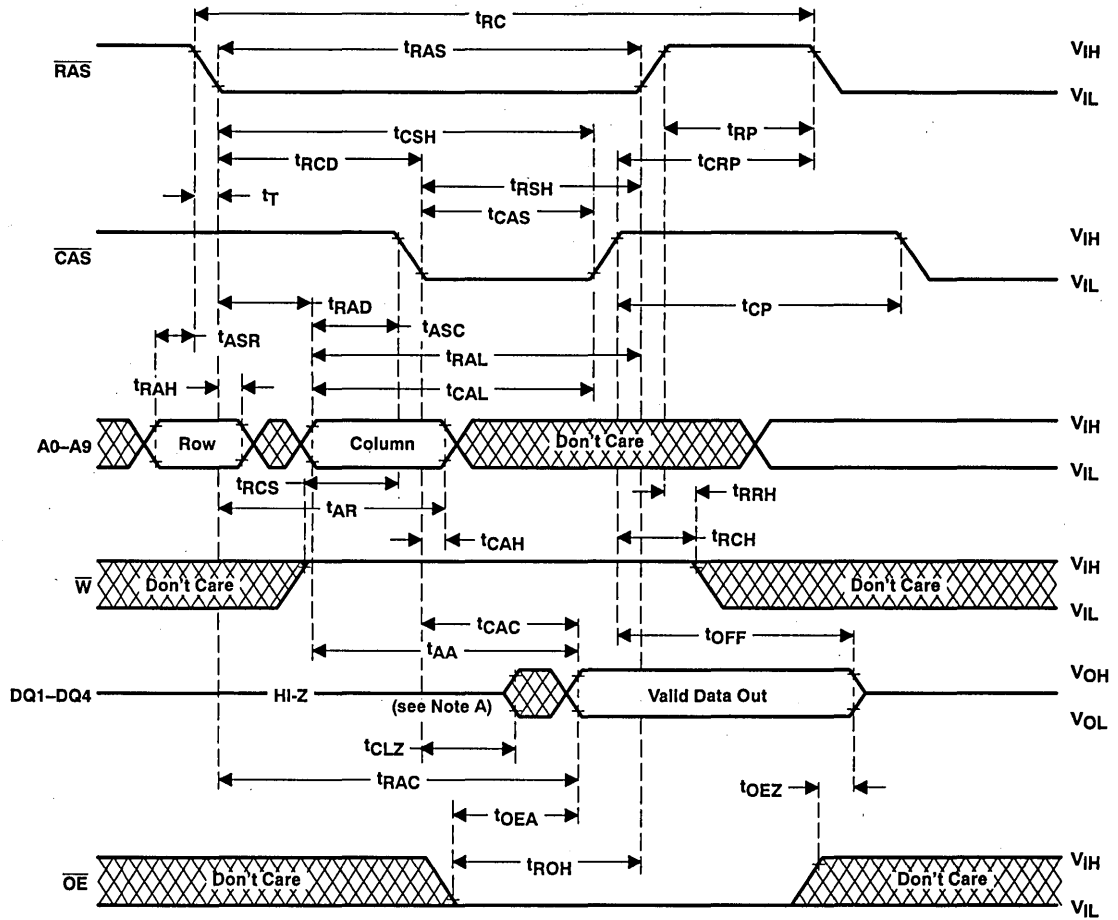 tRC
tRAS
RAS
VIH
VIL
tCSH
tRP
tRCD
tCRP
tRSH
tT
tCAS
CAS
VIH
VIL
tRAD
tCP
tASC
tASR
tRAL
tRAH
tCAL
A0–A9
Row
Column
Don't Care
VIH
VIL
tRCS
tRRH
tAR
tCAH
tRCH
W
Don't Care
Don't Care
VIH
VIL
tCAC
tOFF
tAA
DQ1–DQ4
HI-Z
(see Note A)
Valid Data Out
VOH
VOL
tCLZ
tRAC
tOEZ
tOEA
tROH
OE
Don't Care
Don't Care
VIH
VIL